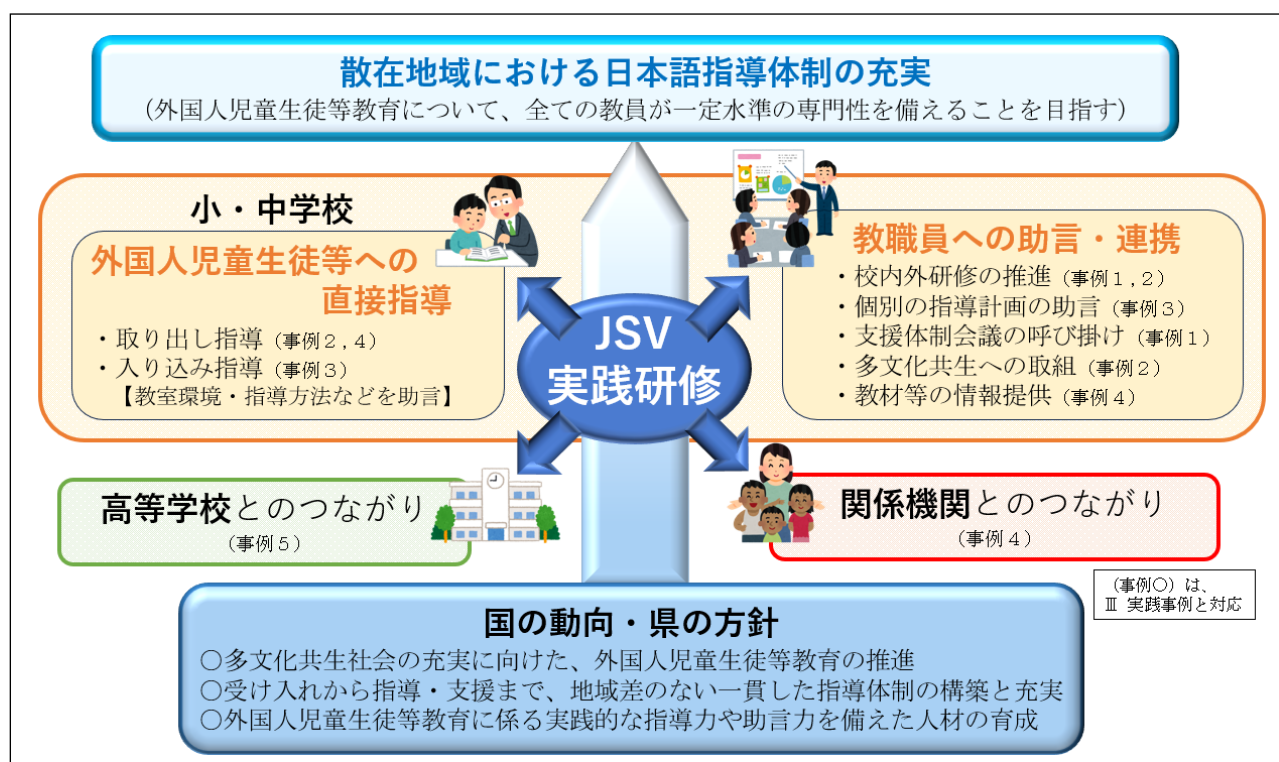 散在地域における日本語指導体制の充実
(外国人児童生徒等教育について、全ての教員が一定水準の専門性を備えることを目指す)
小・中学校
外国人児童生徒等への
直接指導
・取り出し指導（事例２,４）
・入り込み指導（事例３）
【教室環境・指導方法などを助言】
JSV
実践研修
教職員への助言・連携
・校内外研修の推進（事例１,２）
・個別の指導計画の助言（事例３）
・支援体制会議の呼び掛け（事例１）
・多文化共生への取組（事例２）
・教材等の情報提供（事例４）
高等学校とのつながり
（事例５）
関係機関とのつながり
（事例４）
（事例〇）は、
Ⅲ 実践事例と対応
国の動向・県の方針
〇多文化共生社会の充実に向けた、外国人児童生徒等教育の推進
〇受け入れから指導・支援まで、地域差のない一貫した指導体制の構築と充実
〇外国人児童生徒等教育に係る実践的な指導力や助言力を備えた人材の育成